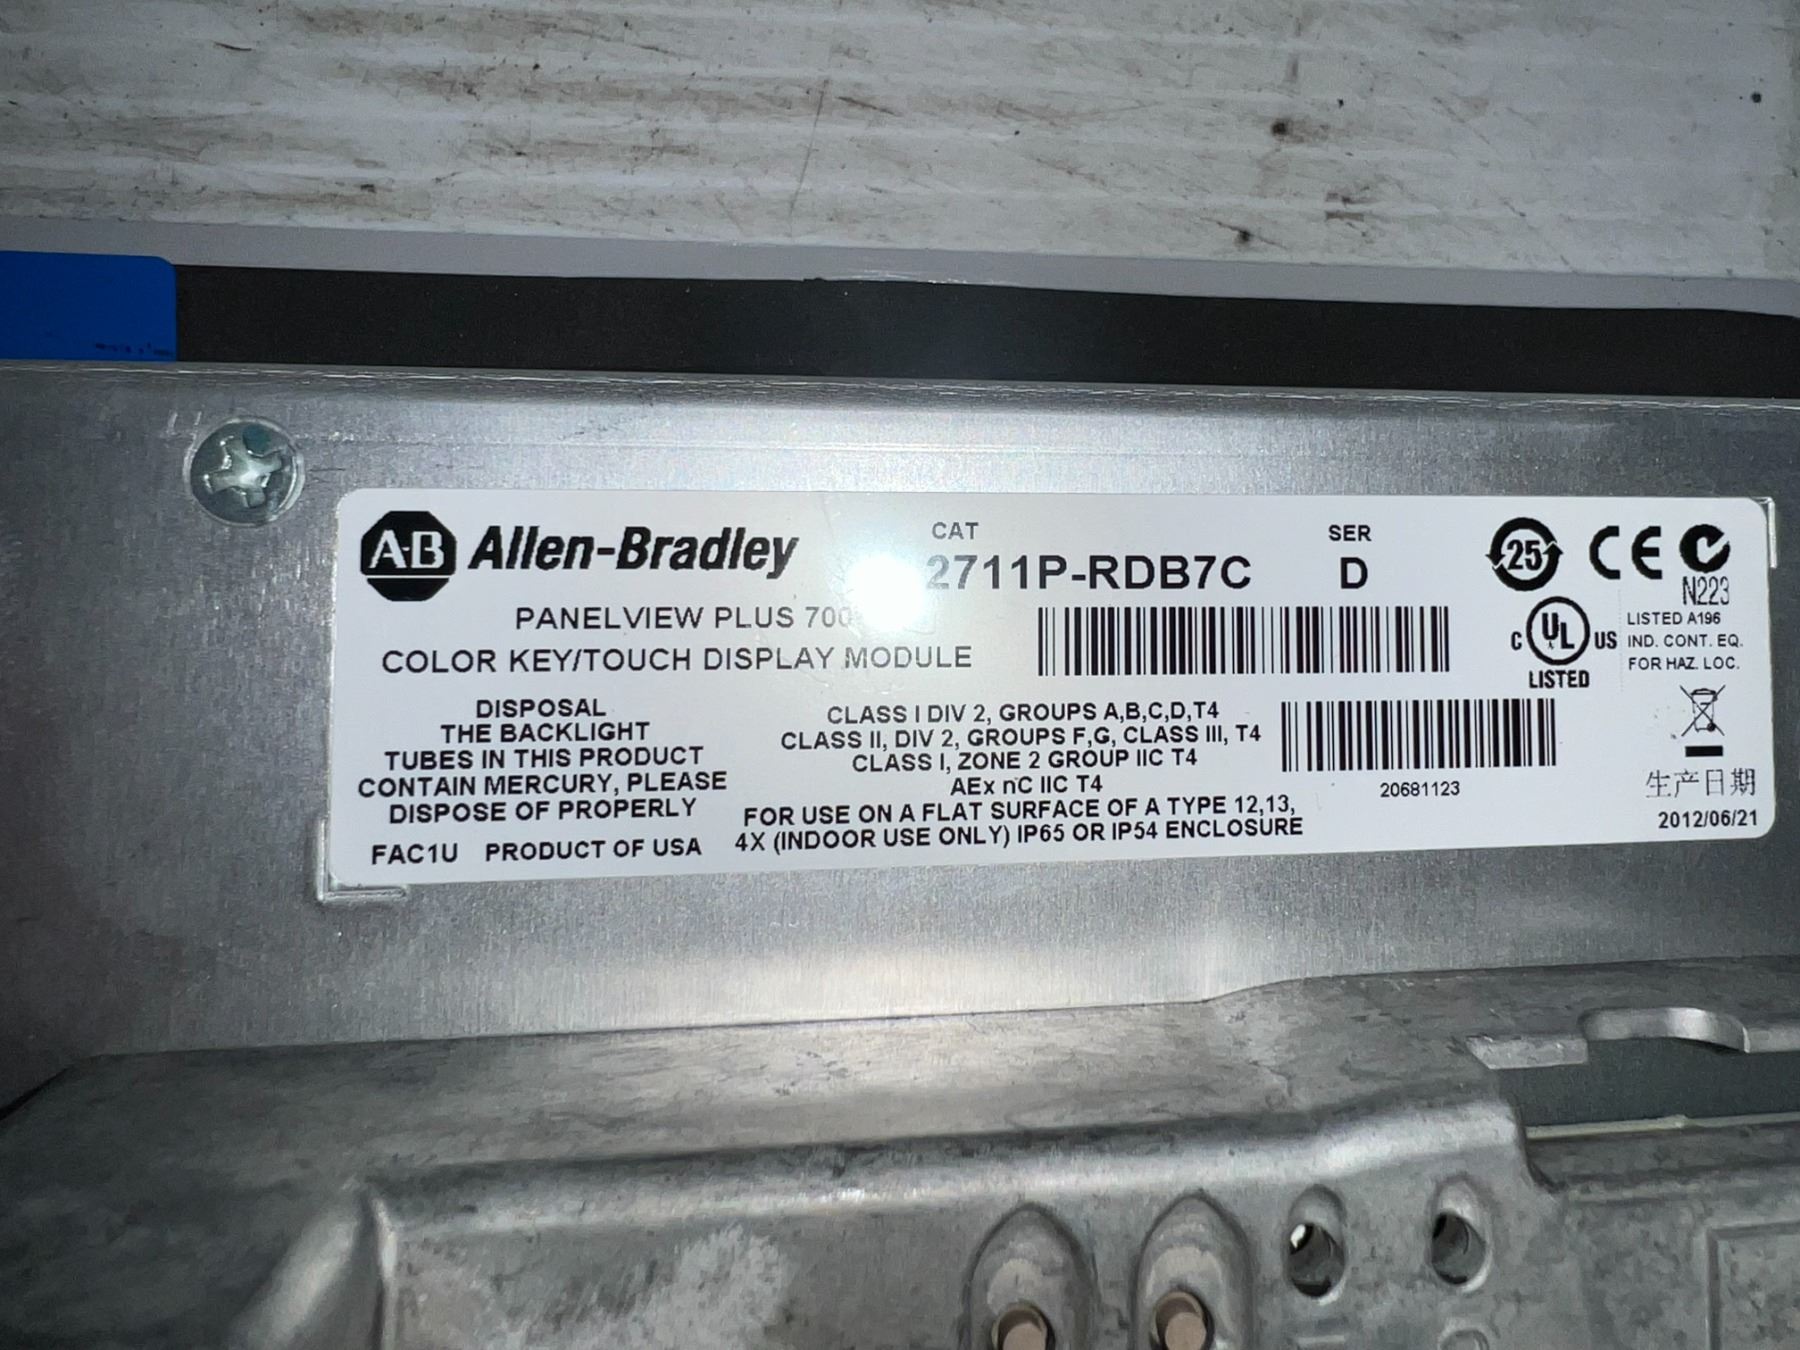 A-B Allen-Bradley
CAT
2711P-RDB7C
SER
D
PANELVIEW PLUS 700
COLOR KEY/TOUCH DISPLAY MODULE
DISPOSAL
THE BACKLIGHT
TUBES IN THIS PRODUCT
CONTAIN MERCURY, PLEASE
DISPOSE OF PROPERLY
FAC1U PRODUCT OF USA
CLASS I DIV 2, GROUPS A,B,C,D,T4
CLASS II, DIV 2, GROUPS F,G, CLASS III, T4
CLASS I, ZONE 2 GROUP IIC T4
AEx nC IIC T4
FOR USE ON A FLAT SURFACE OF A TYPE 12,13,
4X (INDOOR USE ONLY) IP65 OR IP54 ENCLOSURE
20681123
25 CE
N223
C UL US
LISTED
LISTED A196
IND. CONT. EQ.
FOR HAZ. LOC.
生产日期
2012/06/21